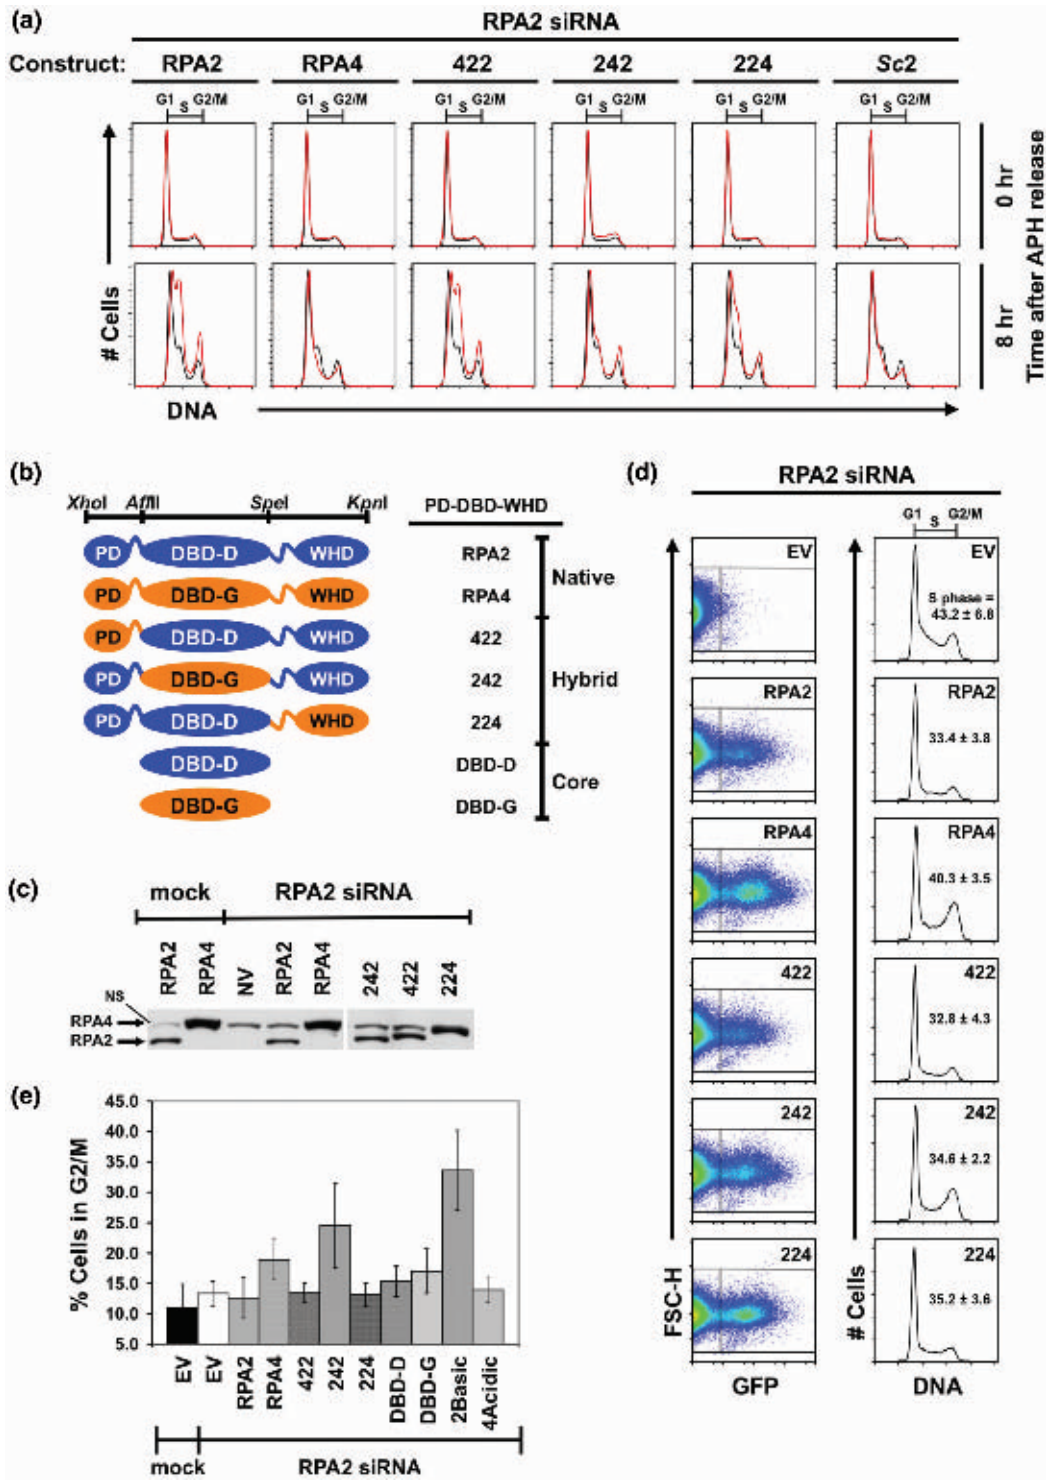 (a)
RPA2 siRNA
Construct: RPA2 RPA4 422 242 224 Sc2
G1 S G2/M G1 S G2/M G1 S G2/M G1 S G2/M G1 S G2/M G1 S G2/M
# Cells
0 hr
8 hr
Time after APH release
DNA
(b)
XhoI AflII SpeI KpnI
PD-DBD-WHD
PD DBD-D WHD RPA2
PD DBD-G WHD RPA4
Native
PD DBD-D WHD 422
PD DBD-G WHD 242
Hybrid
PD DBD-D WHD 224
DBD-D DBD-D
Core
DBD-G DBD-G
(c)
mock RPA2 siRNA
RPA2 RPA4 NV RPA2 RPA4 242 422 224
NS
RPA4
RPA2
(d)
RPA2 siRNA
G1 S G2/M
EV EV
S phase =
43.2 ± 6.8
RPA2 RPA2
33.4 ± 3.8
RPA4 RPA4
40.3 ± 3.5
422 422
32.8 ± 4.3
242 242
34.6 ± 2.2
224 224
35.2 ± 3.6
FSC-H
# Cells
GFP DNA
(e)
% Cells in G2/M
45.0
40.0
35.0
30.0
25.0
20.0
15.0
10.0
5.0
EV EV RPA2 RPA4 422 242 224 DBD-D DBD-G 2Basic 4Acidic
mock RPA2 siRNA